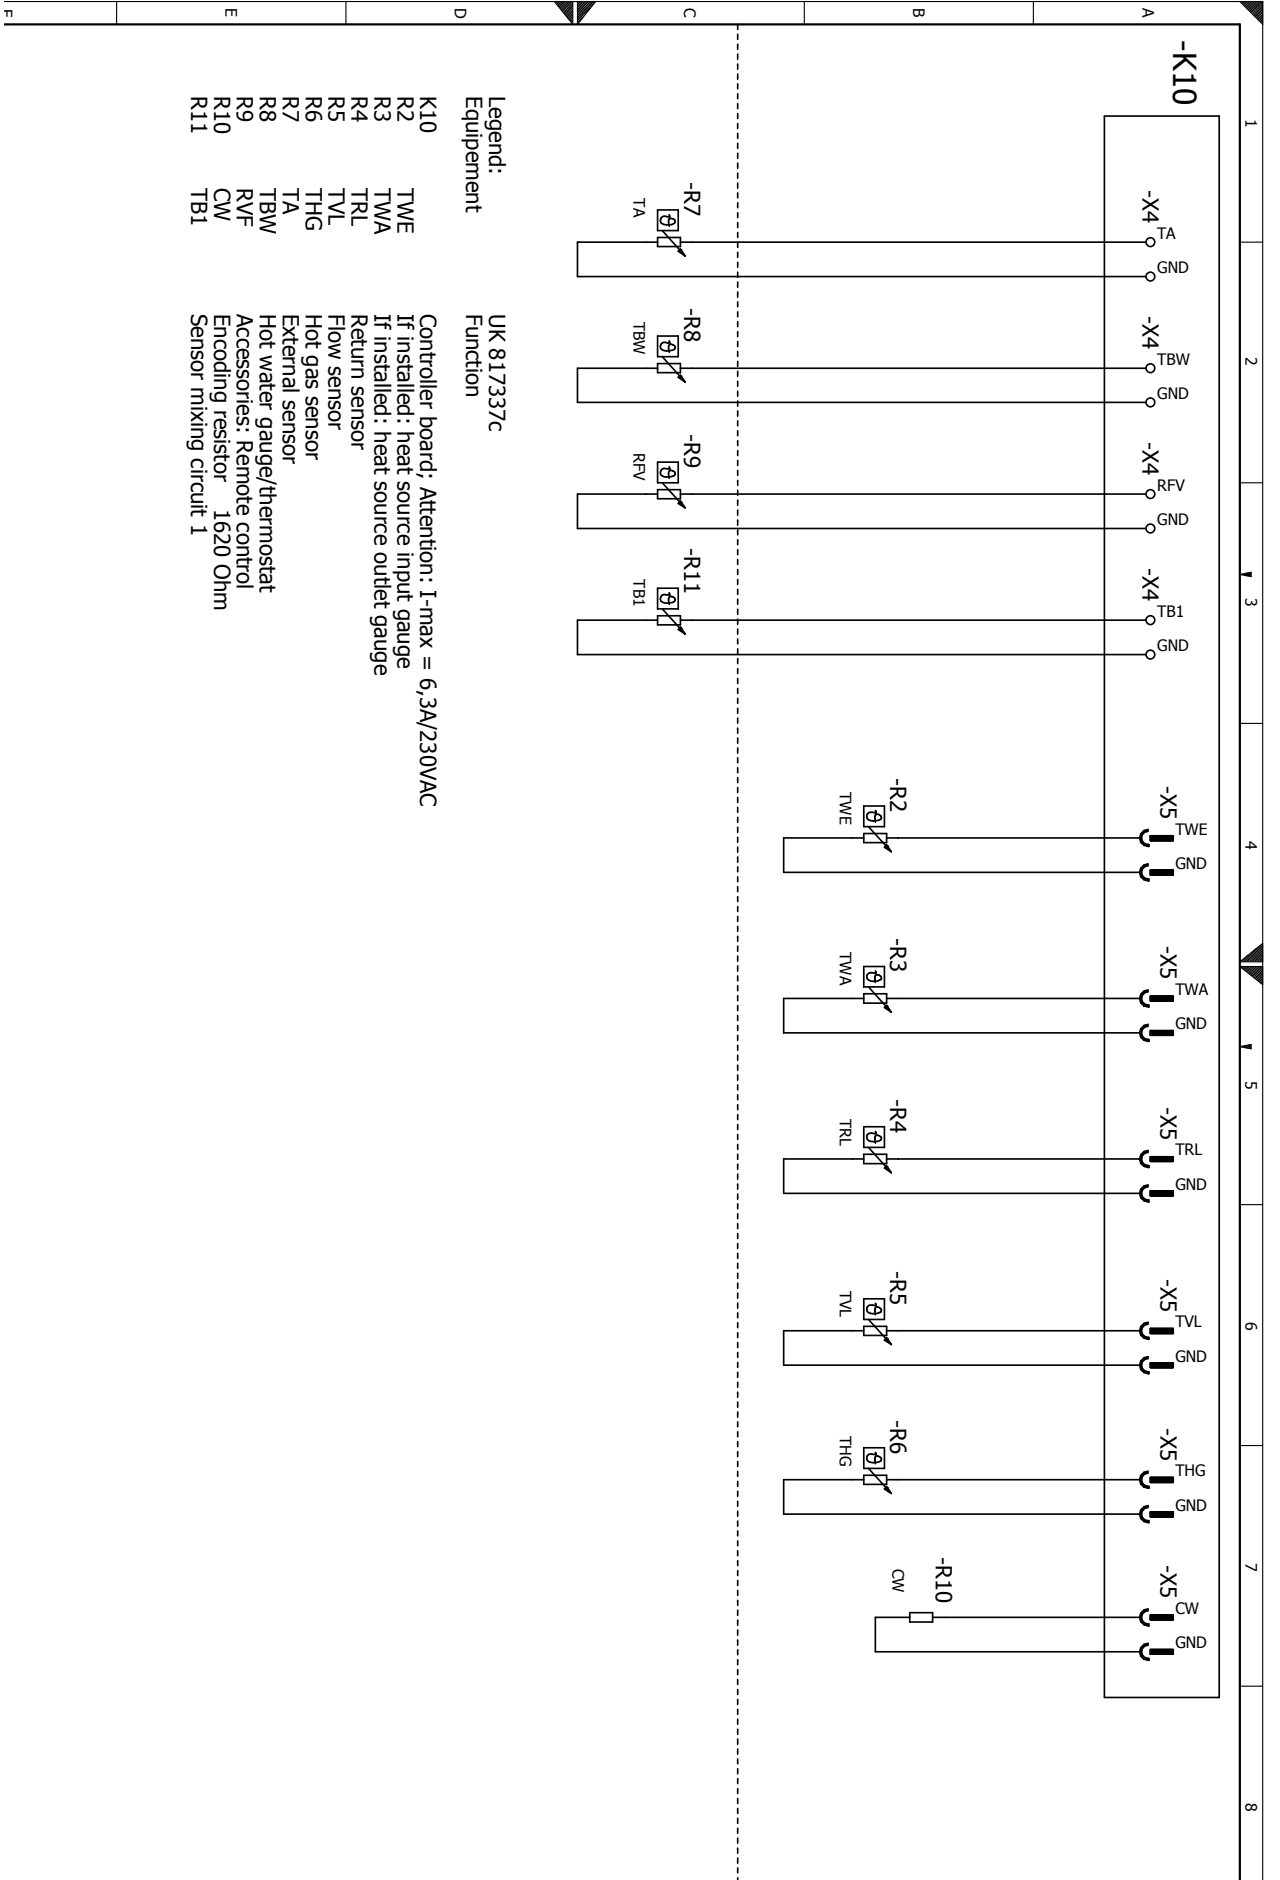 1 2 3 4 5 6 7 8
A
B
C
D
E
F
-K10
-X4 TA GND
-X4 TBW GND
-X4 RFV GND
-X4 TB1 GND
-X5 TWE GND
-X5 TWA GND
-X5 TRL GND
-X5 TVL GND
-X5 THG GND
-X5 CW GND
-R2 ϑ TWE
-R3 ϑ TWA
-R4 ϑ TRL
-R5 ϑ TVL
-R6 ϑ THG
-R10 CW
-R7 ϑ TA
-R8 ϑ TBW
-R9 ϑ RFV
-R11 ϑ TB1
Legend: UK 817337c
Equipement Function
K10 Controller board; Attention: I-max = 6,3A/230VAC
R2 TWE If installed: heat source input gauge
R3 TWA If installed: heat source outlet gauge
R4 TRL Return sensor
R5 TVL Flow sensor
R6 THG Hot gas sensor
R7 TA External sensor
R8 TBW Hot water gauge/thermostat
R9 RVF Accessories: Remote control
R10 CW Encoding resistor 1620 Ohm
R11 TB1 Sensor mixing circuit 1